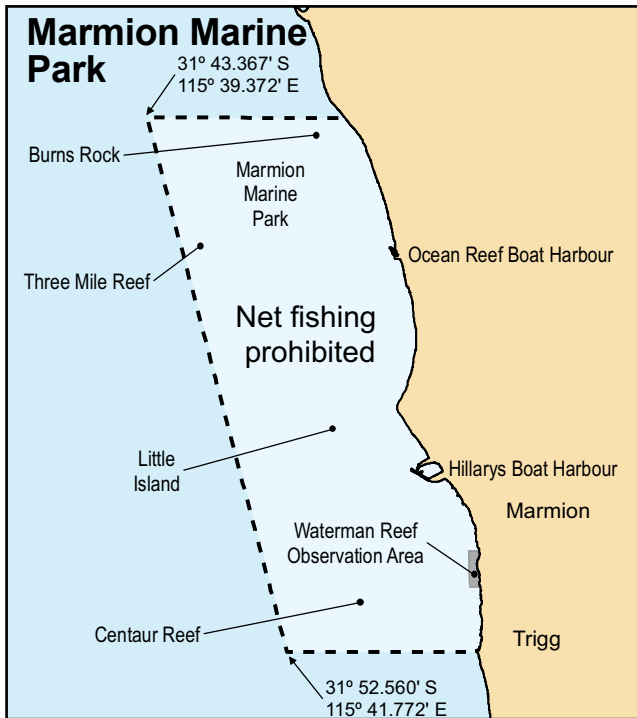 Marmion Marine
Park
31º 43.367' S
115º 39.372' E
Burns Rock
Marmion
Marine
Park
Ocean Reef Boat Harbour
Three Mile Reef
Net fishing
prohibited
Little
Island
Hillarys Boat Harbour
Marmion
Waterman Reef
Observation Area
Centaur Reef
Trigg
31º 52.560' S
115º 41.772' E